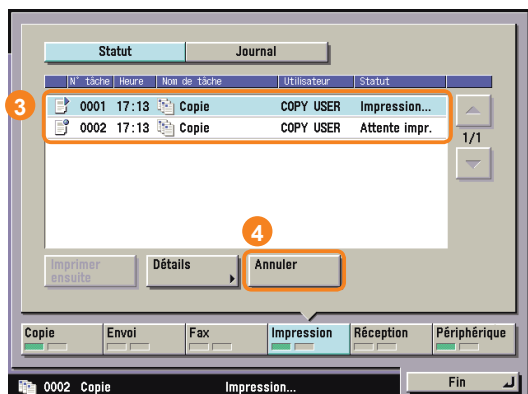 Statut Journal
N° tâche Heure Nom de tâche Utilisateur Statut
3
0001 17:13 Copie COPY USER Impression...
0002 17:13 Copie COPY USER Attente impr.
1/1
4
Imprimer ensuite Détails Annuler
Copie Envoi Fax Impression Réception Périphérique
0002 Copie Impression... Fin